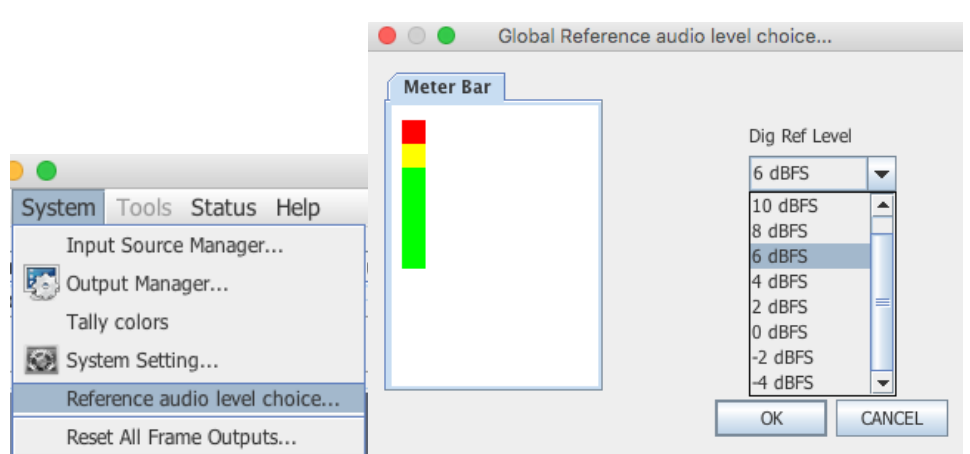 System Tools Status Help
Input Source Manager...
Output Manager...
Tally colors
System Setting...
Reference audio level choice...
Reset All Frame Outputs...
Global Reference audio level choice...
Meter Bar
Dig Ref Level
6 dBFS
10 dBFS
8 dBFS
6 dBFS
4 dBFS
2 dBFS
0 dBFS
-2 dBFS
-4 dBFS
OK CANCEL